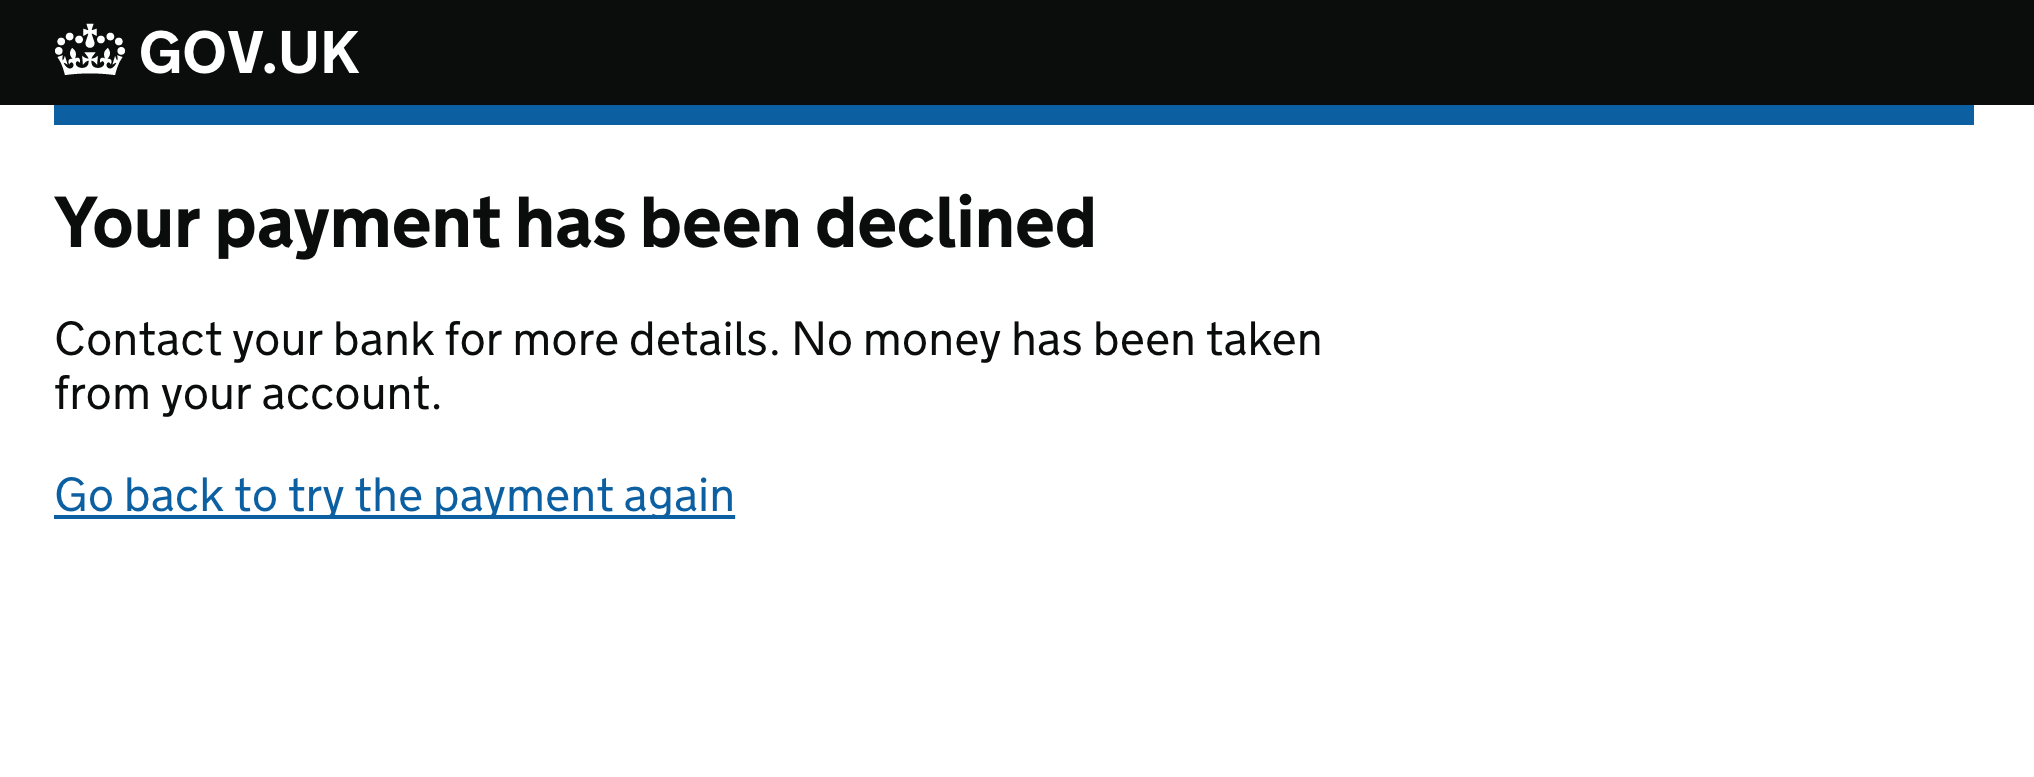 GOV.UK
Your payment has been declined
Contact your bank for more details. No money has been taken
from your account.
Go back to try the payment again